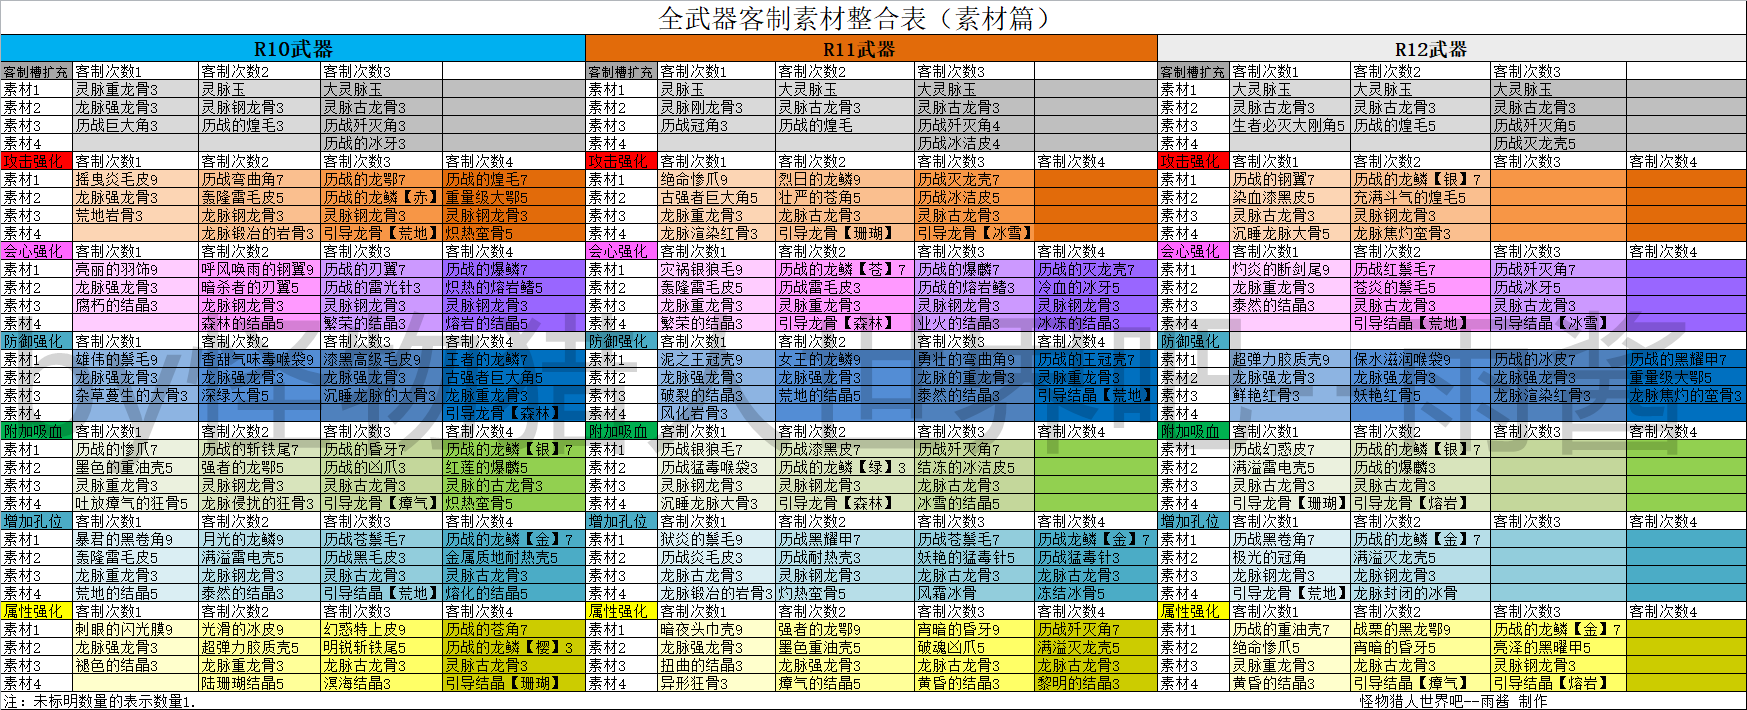 全武器客制素材整合表（素材篇）
R10武器 R11武器 R12武器
客制槽扩充 客制次数1 客制次数2 客制次数3 客制槽扩充 客制次数1 客制次数2 客制次数3 客制槽扩充 客制次数1 客制次数2 客制次数3
素材1 灵脉重龙骨3 灵脉玉 大灵脉玉 素材1 灵脉玉 大灵脉玉 大灵脉玉 素材1 大灵脉玉 大灵脉玉 大灵脉玉
素材2 龙脉强龙骨3 灵脉钢龙骨3 灵脉古龙骨3 素材2 灵脉刚龙骨3 灵脉古龙骨3 灵脉古龙骨3 素材2 灵脉古龙骨3 灵脉古龙骨3 灵脉古龙骨3
素材3 历战巨大角3 历战的煌毛3 历战歼灭角3 素材3 历战冠角3 历战的煌毛 历战歼灭角4 素材3 生者必灭大刚角5 历战的煌毛5 历战歼灭角5
素材4 历战的冰牙3 素材4 历战冰洁皮4 素材4 历战灭龙壳5
攻击强化 客制次数1 客制次数2 客制次数3 客制次数4 攻击强化 客制次数1 客制次数2 客制次数3 客制次数4 攻击强化 客制次数1 客制次数2 客制次数3 客制次数4
素材1 摇曳炎毛皮9 历战弯曲角7 历战的龙鄂7 历战的煌毛7 素材1 绝命惨爪9 烈日的龙鳞9 历战灭龙壳7 素材1 历战的钢翼7 历战的龙鳞【银】7
素材2 龙脉强龙骨3 轰隆雷毛皮5 历战的龙鳞【赤】 重量级大鄂5 素材2 古强者巨大角5 壮严的苍角5 历战冰洁皮5 素材2 染血漆黑皮5 充满斗气的煌毛5
素材3 荒地岩骨3 龙脉钢龙骨3 灵脉钢龙骨3 灵脉钢龙骨3 素材3 龙脉重龙骨3 龙脉古龙骨3 灵脉古龙骨3 素材3 灵脉古龙骨3 灵脉钢龙骨3
素材4 龙脉锻冶的岩骨3 引导龙骨【荒地】 炽热蛮骨5 素材4 龙脉渲染红骨3 引导龙骨【珊瑚】 引导龙骨【冰雪】 素材4 沉睡龙脉大骨5 龙脉焦灼蛮骨3
会心强化 客制次数1 客制次数2 客制次数3 客制次数4 会心强化 客制次数1 客制次数2 客制次数3 客制次数4 会心强化 客制次数1 客制次数2 客制次数3 客制次数4
素材1 亮丽的羽饰9 呼风唤雨的钢翼9 历战的刃翼7 历战的爆鳞7 素材1 灾祸银狼毛9 历战的龙鳞【苍】7 历战的爆麟7 历战的灭龙壳7 素材1 灼炎的断剑尾9 历战红鬃毛7 历战歼灭角7
素材2 龙脉强龙骨3 暗杀者的刃翼5 历战的雷光针3 炽热的熔岩鳍5 素材2 轰隆雷毛皮5 历战雷毛皮3 历战的熔岩鳍3 冷血的冰牙5 素材2 龙脉重龙骨3 苍炎的鬃毛5 历战冰牙5
素材3 腐朽的结晶3 龙脉钢龙骨3 灵脉钢龙骨3 灵脉钢龙骨3 素材3 龙脉重龙骨3 灵脉重龙骨3 灵脉钢龙骨3 灵脉钢龙骨3 素材3 泰然的结晶3 灵脉古龙骨3 灵脉古龙骨3
素材4 森林的结晶5 繁荣的结晶3 熔岩的结晶5 素材4 繁荣的结晶3 引导龙骨【森林】 业火的结晶3 冰冻的结晶3 素材4 引导结晶【荒地】 引导结晶【冰雪】
防御强化 客制次数1 客制次数2 客制次数3 客制次数4 防御强化 客制次数1 客制次数2 客制次数3 客制次数4 防御强化 客制次数1 客制次数2 客制次数3 客制次数4
素材1 雄伟的鬃毛9 香甜气味毒喉袋9 漆黑高级毛皮9 王者的龙鳞7 素材1 泥之王冠壳9 女王的龙鳞9 勇壮的弯曲角9 历战的王冠壳7 素材1 超弹力胶质壳9 保水滋润喉袋9 历战的冰皮7 历战的黑耀甲7
素材2 龙脉强龙骨3 龙脉强龙骨3 龙脉强龙骨3 古强者巨大角5 素材2 龙脉强龙骨3 龙脉强龙骨3 龙脉的重龙骨3 灵脉重龙骨3 素材2 龙脉强龙骨3 龙脉强龙骨3 龙脉强龙骨3 重量级大鄂5
素材3 杂草蔓生的大骨3 深绿大骨5 沉睡龙脉的大骨3 龙脉重龙骨3 素材3 破裂的结晶3 荒地的结晶5 泰然的结晶3 引导结晶【荒地】 素材3 鲜艳红骨3 妖艳红骨5 龙脉渲染红骨3 龙脉焦灼的蛮骨3
素材4 引导龙骨【森林】 素材4 风化岩骨3 素材4
附加吸血 客制次数1 客制次数2 客制次数3 客制次数4 附加吸血 客制次数1 客制次数2 客制次数3 客制次数4 附加吸血 客制次数1 客制次数2 客制次数3 客制次数4
素材1 历战的惨爪7 历战的斩铁尾7 历战的昏牙7 历战的龙鳞【银】7 素材1 历战银狼毛7 历战漆黑皮7 历战歼灭角7 素材1 历战幻惑皮7 历战的龙鳞【银】7
素材2 墨色的重油壳5 强者的龙鄂5 历战的凶爪3 红莲的爆麟5 素材2 历战猛毒喉袋3 历战的龙鳞【绿】3 结冻的冰洁皮5 素材2 满溢雷电壳5 历战的爆麟3
素材3 灵脉重龙骨3 灵脉重龙骨3 灵脉古龙骨3 灵脉的古龙骨3 素材3 灵脉钢龙骨3 灵脉钢龙骨3 灵脉古龙骨3 素材3 灵脉古龙骨3 灵脉古龙骨3
素材4 吐放瘴气的狂骨5 龙脉侵扰的狂骨3 引导龙骨【瘴气】 炽热蛮骨5 素材4 沉睡龙脉大骨3 引导龙骨【森林】 冰雪的结晶5 素材4 引导龙骨【珊瑚】 引导龙骨【熔岩】
增加孔位 客制次数1 客制次数2 客制次数3 客制次数4 增加孔位 客制次数1 客制次数2 客制次数3 客制次数4 增加孔位 客制次数1 客制次数2 客制次数3 客制次数4
素材1 暴君的黑卷角9 月光的龙鳞9 历战苍鬃毛7 历战的龙鳞【金】7 素材1 狱炎的鬃毛9 历战黑耀甲7 历战苍鬃毛7 历战龙鳞【金】7 素材1 历战黑卷角7 历战的龙鳞【金】7
素材2 轰隆雷毛皮5 满溢雷电壳5 历战黑毛皮3 金属质地耐热壳5 素材2 历战炎毛皮3 历战耐热壳3 妖艳的猛毒针5 历战猛毒针3 素材2 极光的冠角 满溢灭龙壳5
素材3 龙脉重龙骨3 龙脉钢龙骨3 灵脉古龙骨3 灵脉古龙骨3 素材3 龙脉古龙骨3 灵脉钢龙骨3 龙脉古龙骨3 龙脉古龙骨3 素材3 龙脉钢龙骨3 龙脉钢龙骨3
素材4 荒地的结晶5 泰然的结晶3 引导结晶【荒地】 熔化的结晶5 素材4 龙脉锻冶的岩骨3 灼热蛮骨5 风霜冰骨 冻结冰骨5 素材4 引导龙骨【荒地】 龙脉封闭的冰骨
属性强化 客制次数1 客制次数2 客制次数3 客制次数4 属性强化 客制次数1 客制次数2 客制次数3 客制次数4 属性强化 客制次数1 客制次数2 客制次数3 客制次数4
素材1 刺眼的闪光膜9 光滑的冰皮9 幻惑特上皮9 历战的苍角7 素材1 暗夜头巾壳9 强者的龙鄂9 宵暗的昏牙9 历战歼灭角7 素材1 历战的重油壳7 战栗的黑龙鄂9 历战的龙鳞【金】7
素材2 龙脉强龙骨3 超弹力胶质壳5 明锐斩铁尾5 历战的龙鳞【樱】3 素材2 龙脉强龙骨3 墨色重油壳5 破魂凶爪5 满溢灭龙壳5 素材2 绝命惨爪5 宵暗的昏牙5 亮泽的黑曜甲5
素材3 褪色的结晶3 龙脉重龙骨3 龙脉古龙骨3 灵脉古龙骨3 素材3 扭曲的结晶3 龙脉强龙骨3 龙脉古龙骨3 龙脉古龙骨3 素材3 灵脉重龙骨3 龙脉古龙骨3 灵脉钢龙骨3
素材4 陆珊瑚结晶5 溟海结晶3 引导结晶【珊瑚】 素材4 异形狂骨3 瘴气的结晶5 黄昏的结晶3 黎明的结晶3 素材4 黄昏的结晶3 引导结晶【瘴气】 引导结晶【熔岩】
注：未标明数量的表示数量1. 怪物猎人世界吧--雨酱 制作